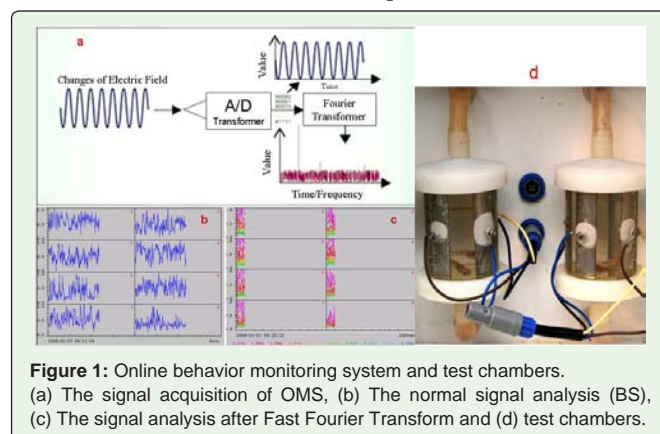 a
Changes of Electric Field
A/D
Transformer
Value
Time
Fourier
Transformer
Value
Time/Frequency
b
c
d
Figure 1: Online behavior monitoring system and test chambers.
(a) The signal acquisition of OMS, (b) The normal signal analysis (BS),
(c) The signal analysis after Fast Fourier Transform and (d) test chambers.